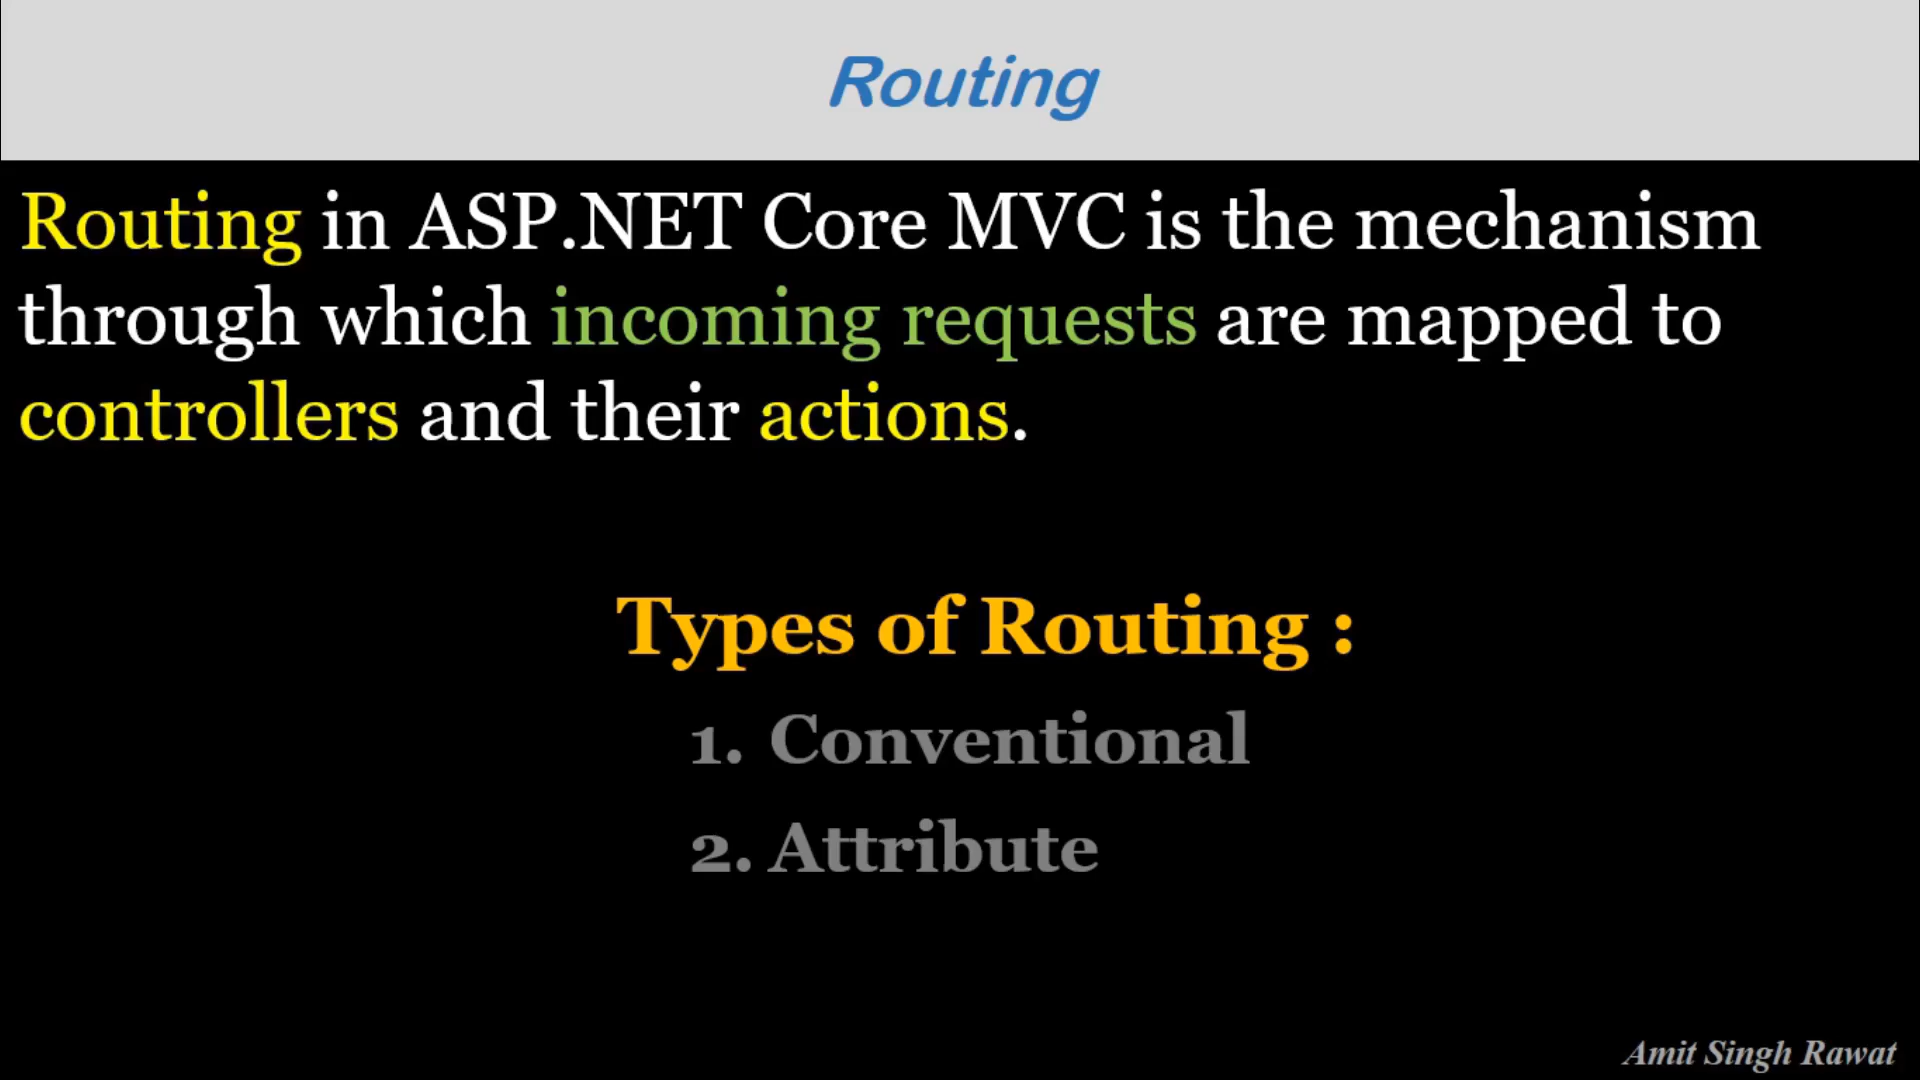 Routing
Routing in ASP.NET Core MVC is the mechanism
through which incoming requests are mapped to
controllers and their actions.
Types of Routing :
1. Conventional
2. Attribute
Amit Singh Rawat